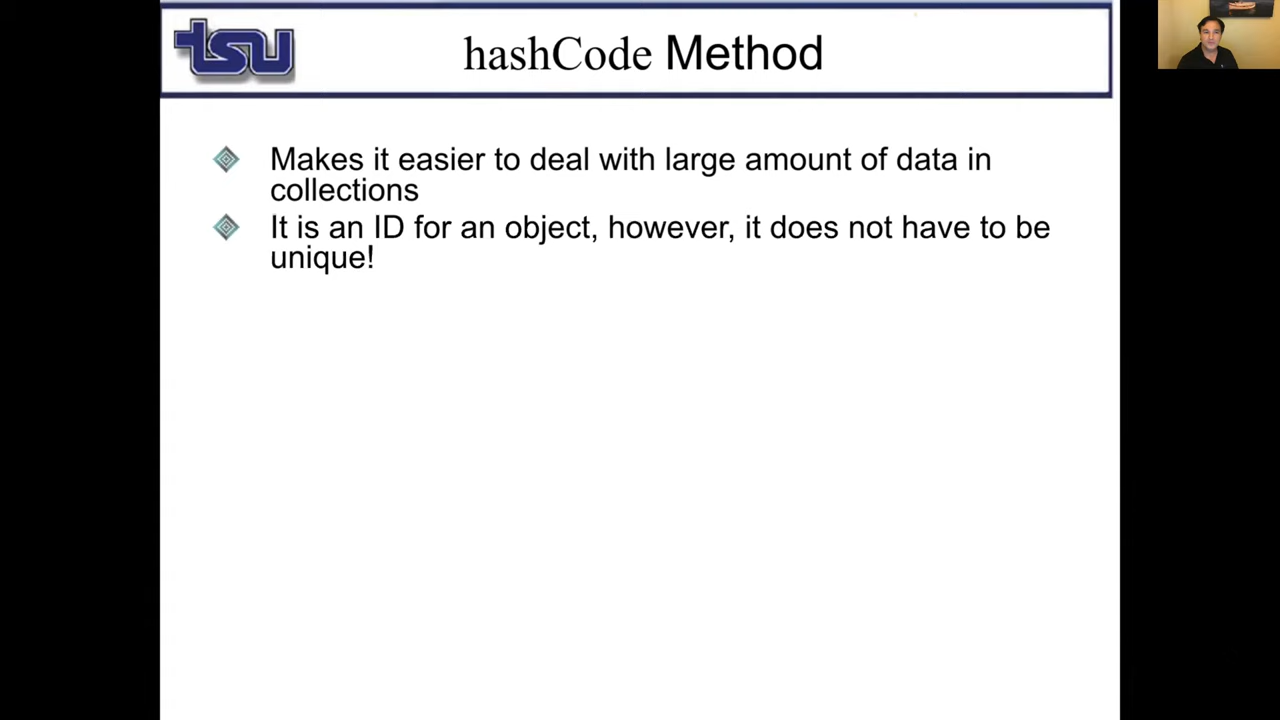 tsu
hashCode Method
Makes it easier to deal with large amount of data in
collections
It is an ID for an object, however, it does not have to be
unique!